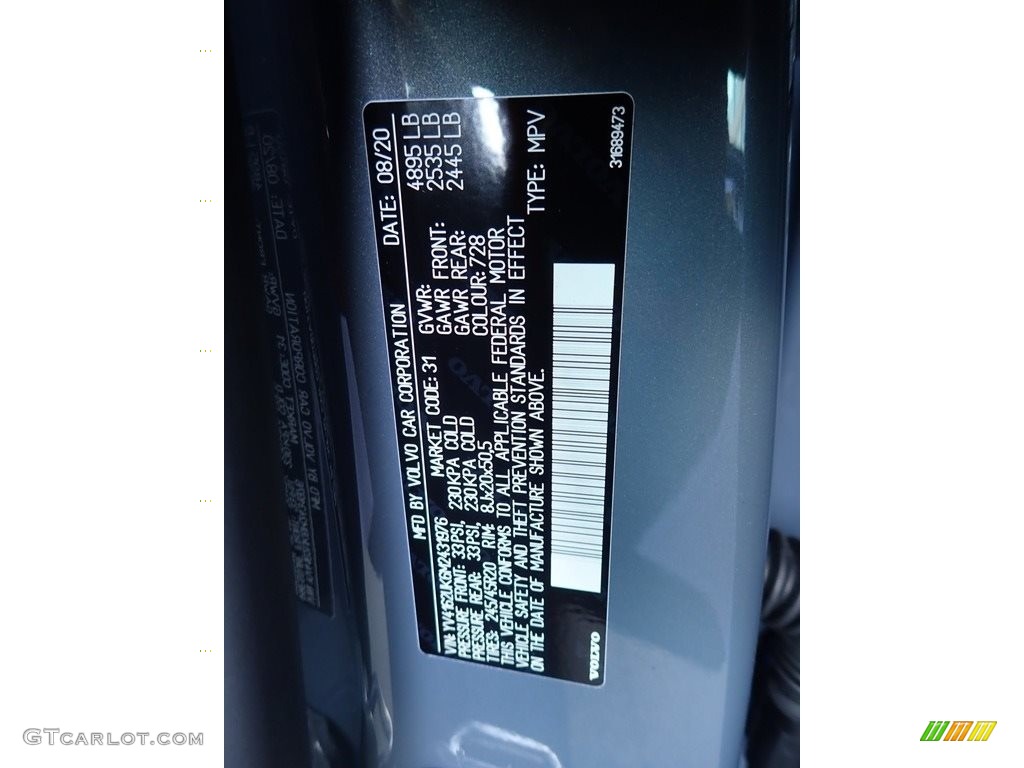 MFD BY VOLVO CAR CORPORATION DATE: 08/20
VIN: YV4162UKGM2431976 MARKET CODE: 31 GVWR: 4895 LB
PRESSURE FRONT: 33PSI, 230KPA COLD GAWR FRONT: 2535 LB
PRESSURE REAR: 33PSI, 230KPA COLD GAWR REAR: 2445 LB
TIRES: 245/45R20 RIM: 8Jx20x50,5 COLOUR: 728
THIS VEHICLE CONFORMS TO ALL APPLICABLE FEDERAL MOTOR
VEHICLE SAFETY AND THEFT PREVENTION STANDARDS IN EFFECT
ON THE DATE OF MANUFACTURE SHOWN ABOVE. TYPE: MPV
VOLVO 31689473
GTCARLOT.COM